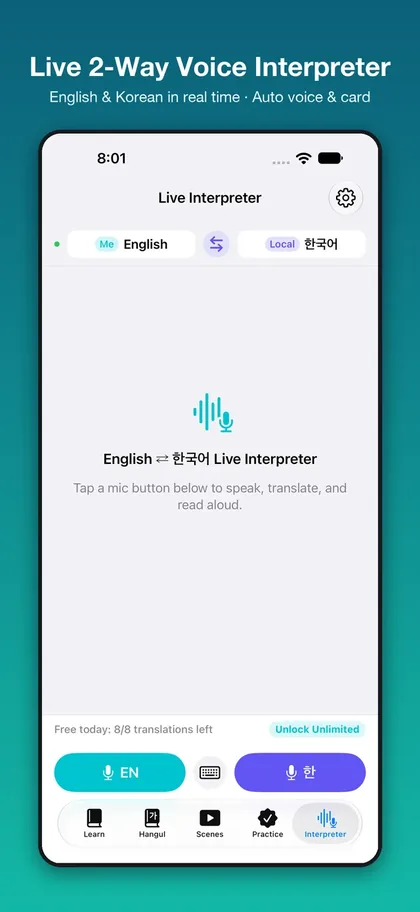 Live 2-Way Voice Interpreter
English & Korean in real time · Auto voice & card
8:01
Live Interpreter
Me English
Local 한국어
English ⇄ 한국어 Live Interpreter
Tap a mic button below to speak, translate, and
read aloud.
Free today: 8/8 translations left
Unlock Unlimited
EN
한
가
Learn
Hangul
Scenes
Practice
Interpreter